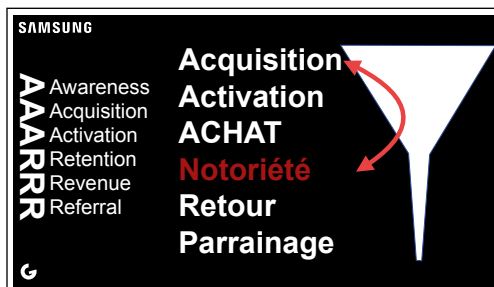 SAMSUNG
AAARRR
Awareness
Acquisition
Activation
Retention
Revenue
Referral
Acquisition
Activation
ACHAT
Notoriété
Retour
Parrainage
G